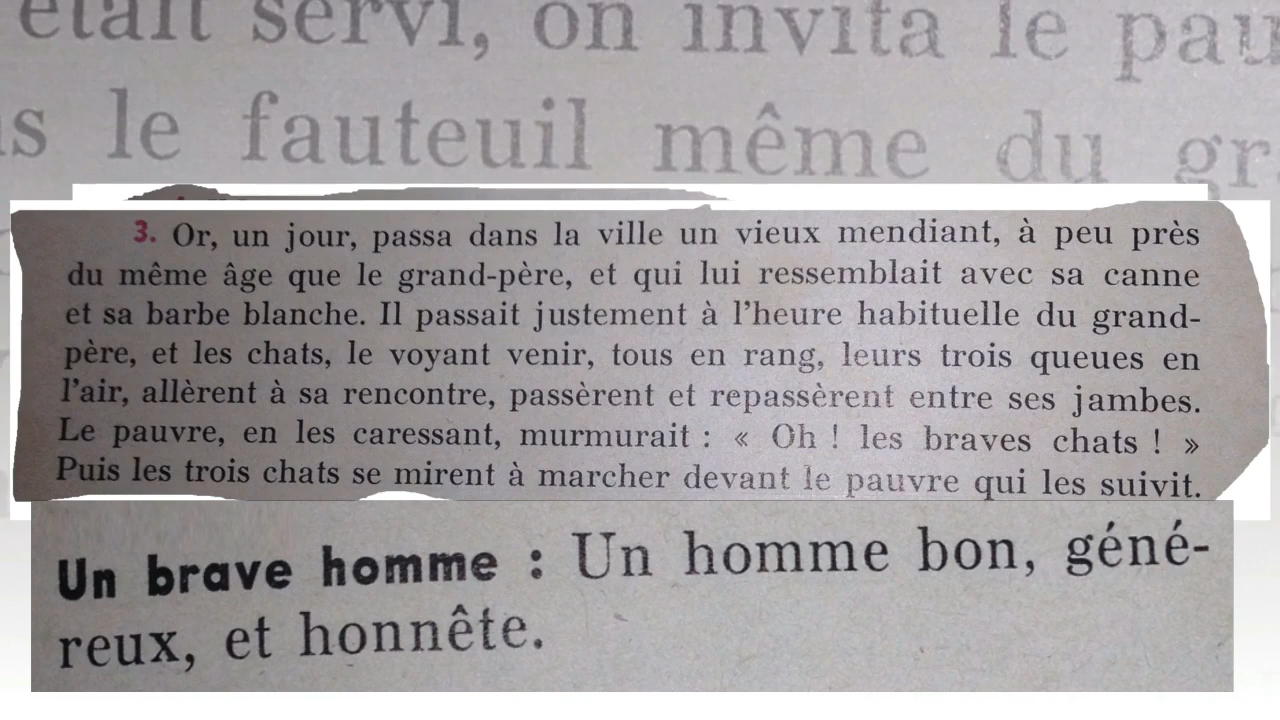 était servi, on invita le
le fauteuil même du
3. Or, un jour, passa dans la ville un vieux mendiant, à peu près
du même âge que le grand-père, et qui lui ressemblait avec sa canne
et sa barbe blanche. Il passait justement à l'heure habituelle du grand-
père, et les chats, le voyant venir, tous en rang, leurs trois queues en
l'air, allèrent à sa rencontre, passèrent et repassèrent entre ses jambes.
Le pauvre, en les caressant, murmurait : « Oh ! les braves chats ! »
Puis les trois chats se mirent à marcher devant le pauvre qui les suivit.
Un brave homme : Un homme bon, géné-
reux, et honnête.